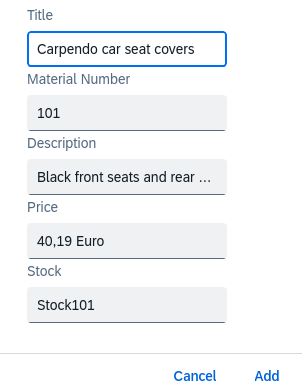 Title
Carpendo car seat covers
Material Number
101
Description
Black front seats and rear ...
Price
40,19 Euro
Stock
Stock101
Cancel Add